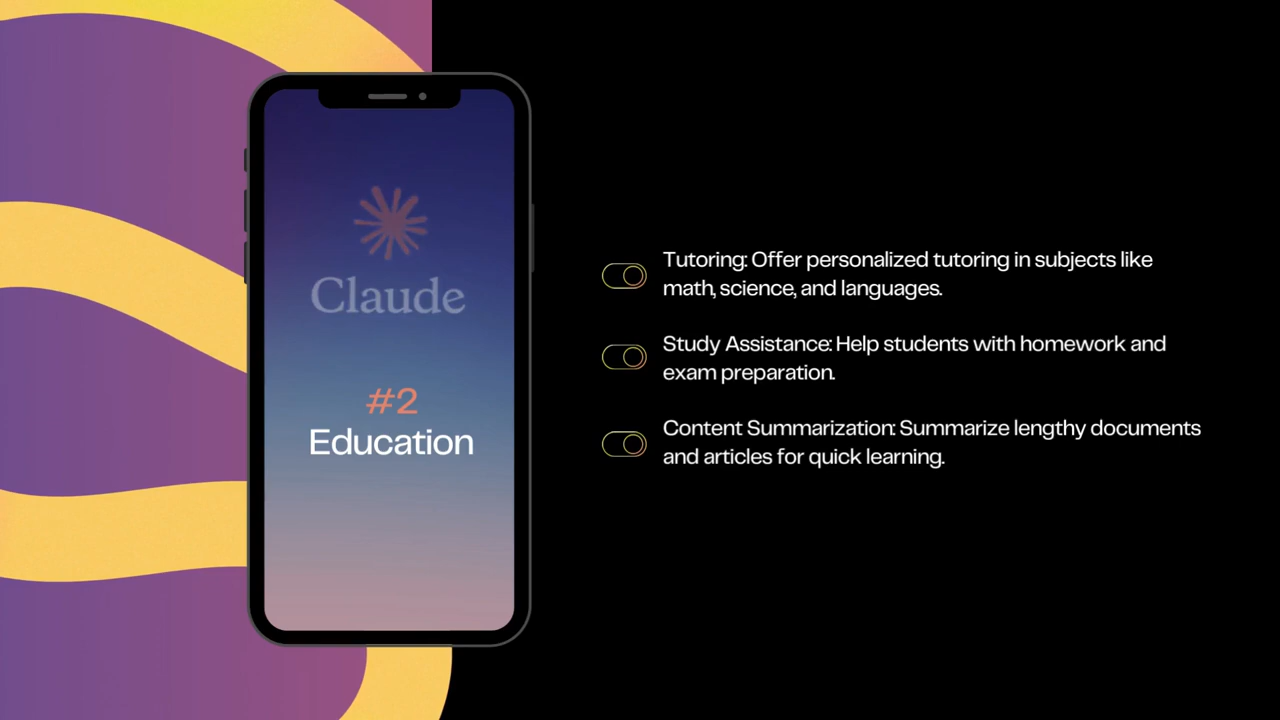 Claude
#2
Education
Tutoring: Offer personalized tutoring in subjects like
math, science, and languages.
Study Assistance: Help students with homework and
exam preparation.
Content Summarization: Summarize lengthy documents
and articles for quick learning.